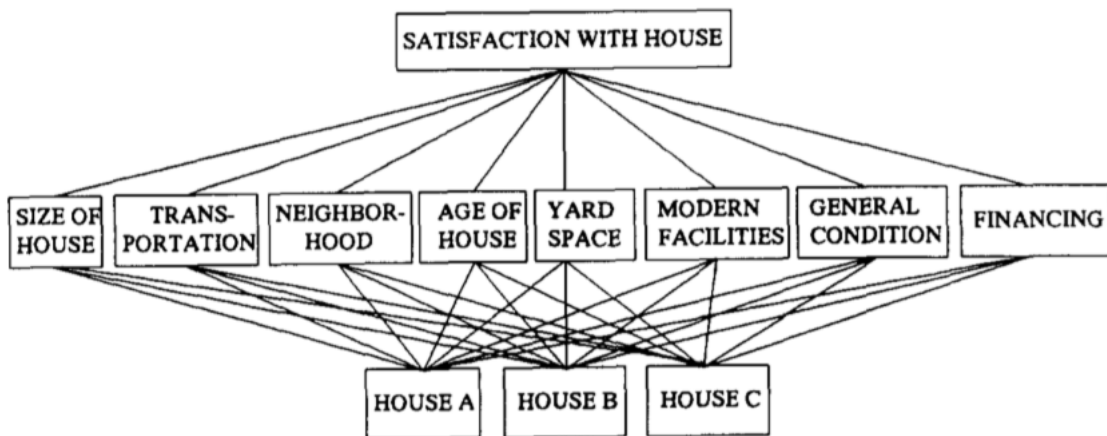 SATISFACTION WITH HOUSE
SIZE OF
HOUSE
TRANS-
PORTATION
NEIGHBOR-
HOOD
AGE OF
HOUSE
YARD
SPACE
MODERN
FACILITIES
GENERAL
CONDITION
FINANCING
HOUSE A
HOUSE B
HOUSE C